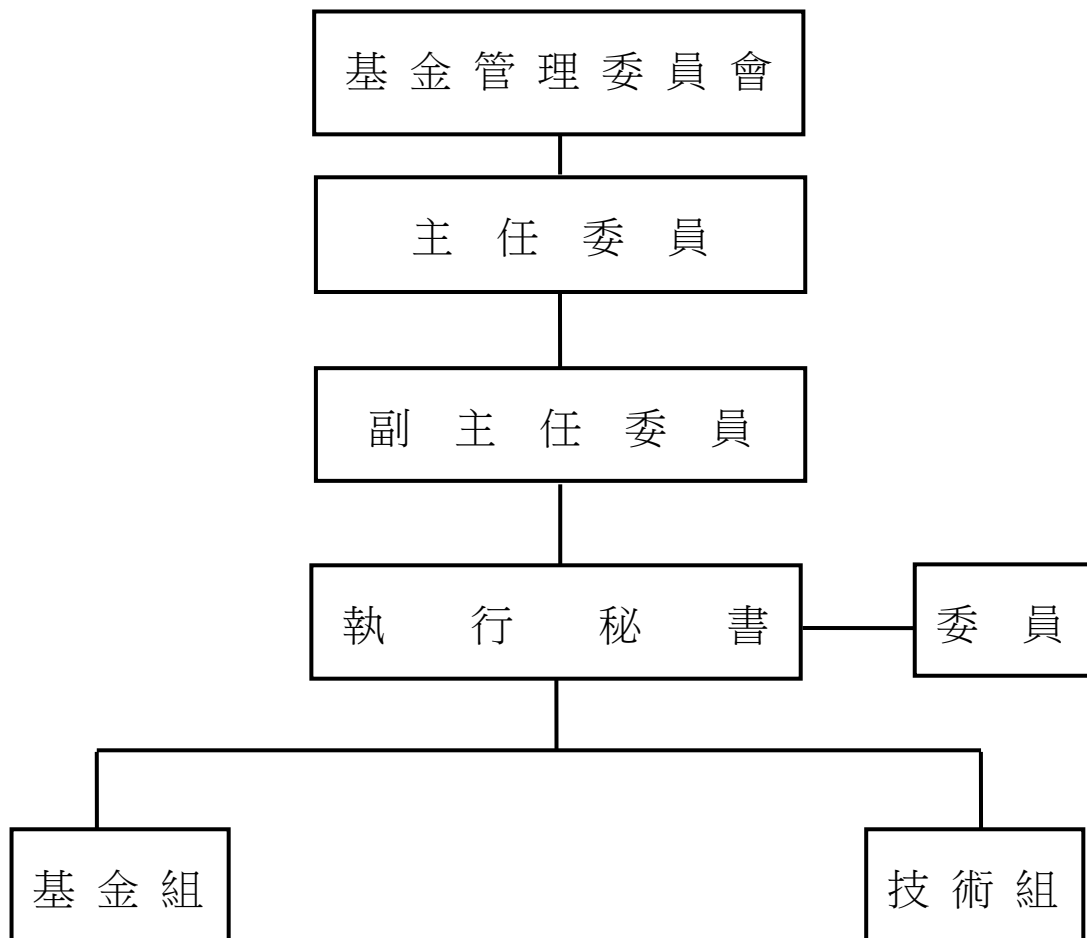 基金管理委員會
主任委員
副主任委員
執行秘書
委員
基金組
技術組